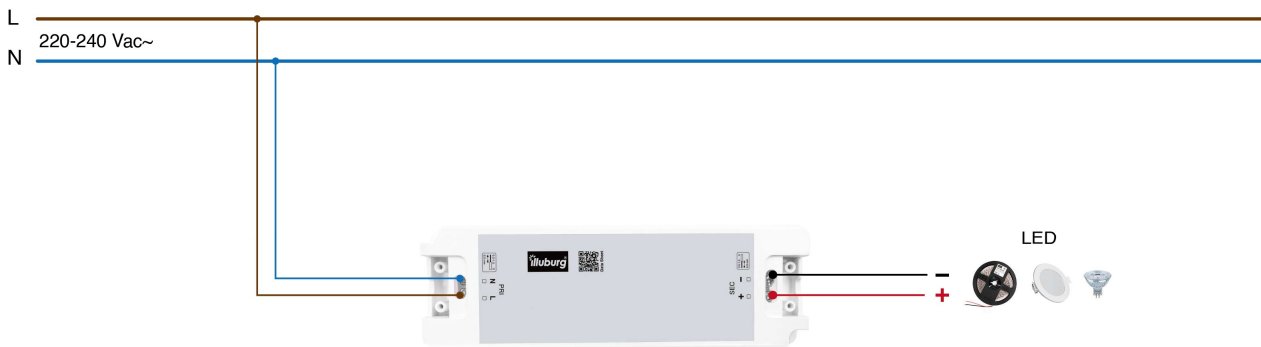 L
220-240 Vac~
N
illuburg
N
L
PRI
SEC
−
+
LED
−
+